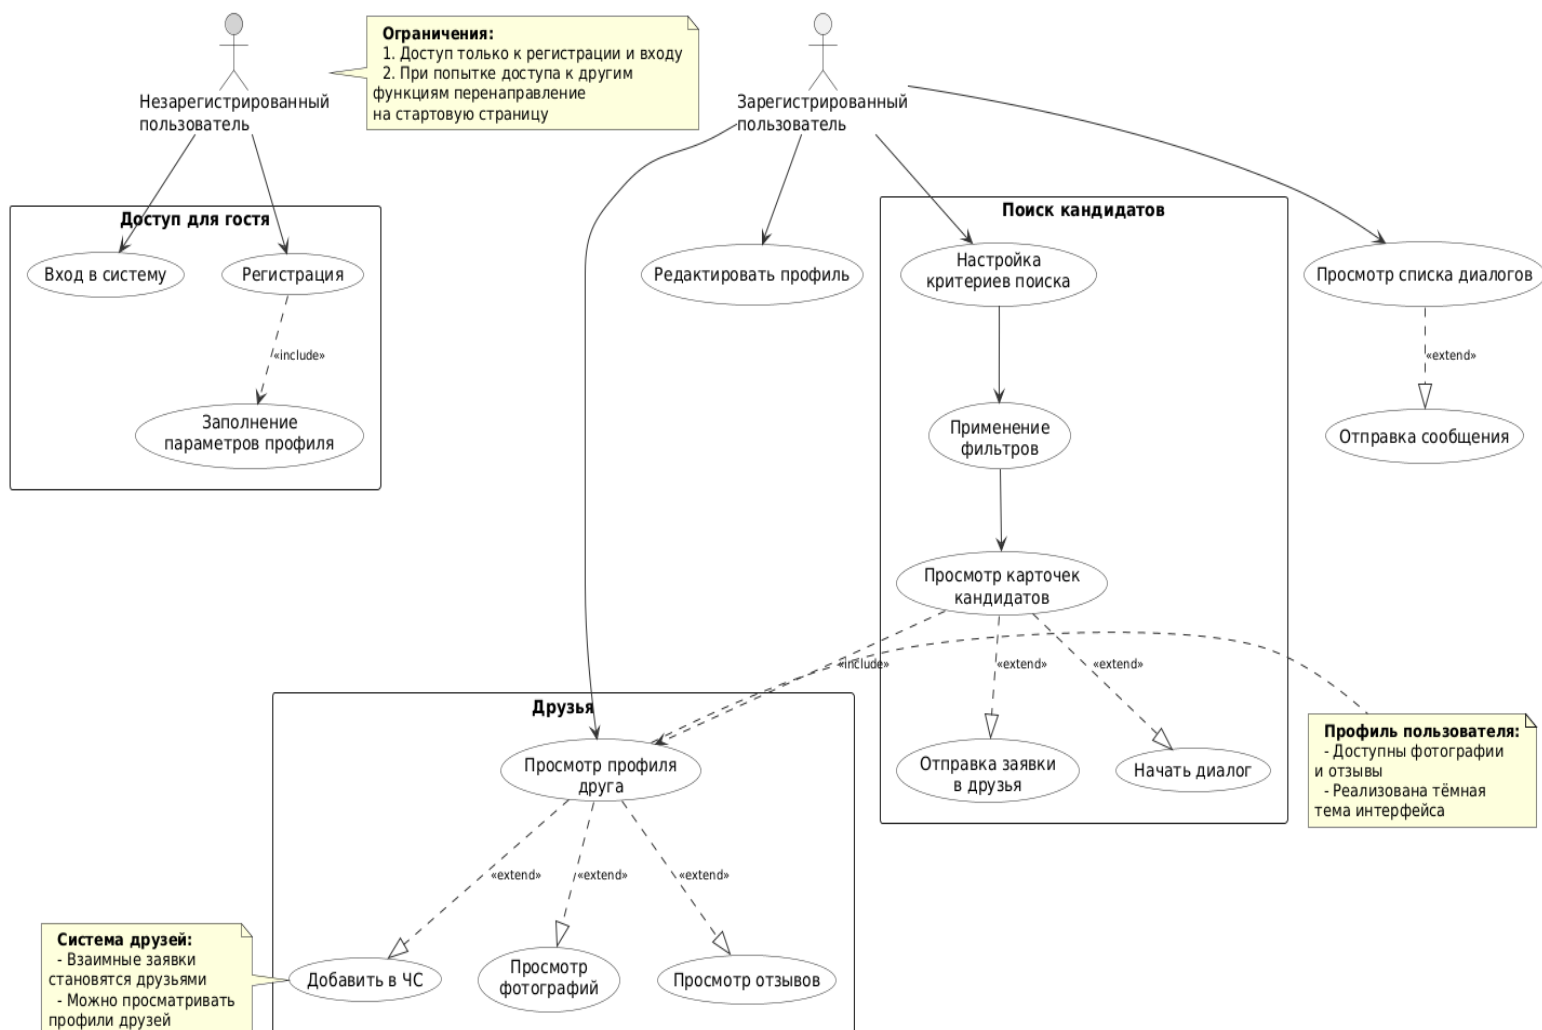 Незарегистрированный
пользователь
Ограничения:
1. Доступ только к регистрации и входу
2. При попытке доступа к другим
функциям перенаправление
на стартовую страницу
Зарегистрированный
пользователь
Доступ для гостя
Вход в систему
Регистрация
«include»
Заполнение
параметров профиля
Редактировать профиль
Поиск кандидатов
Настройка
критериев поиска
Применение
фильтров
Просмотр карточек
кандидатов
«include»
«extend»
«extend»
Отправка заявки
в друзья
Начать диалог
Просмотр списка диалогов
«extend»
Отправка сообщения
Профиль пользователя:
- Доступны фотографии
и отзывы
- Реализована тёмная
тема интерфейса
Друзья
Просмотр профиля
друга
«extend»
«extend»
«extend»
Добавить в ЧС
Просмотр
фотографий
Просмотр отзывов
Система друзей:
- Взаимные заявки
становятся друзьями
- Можно просматривать
профили друзей